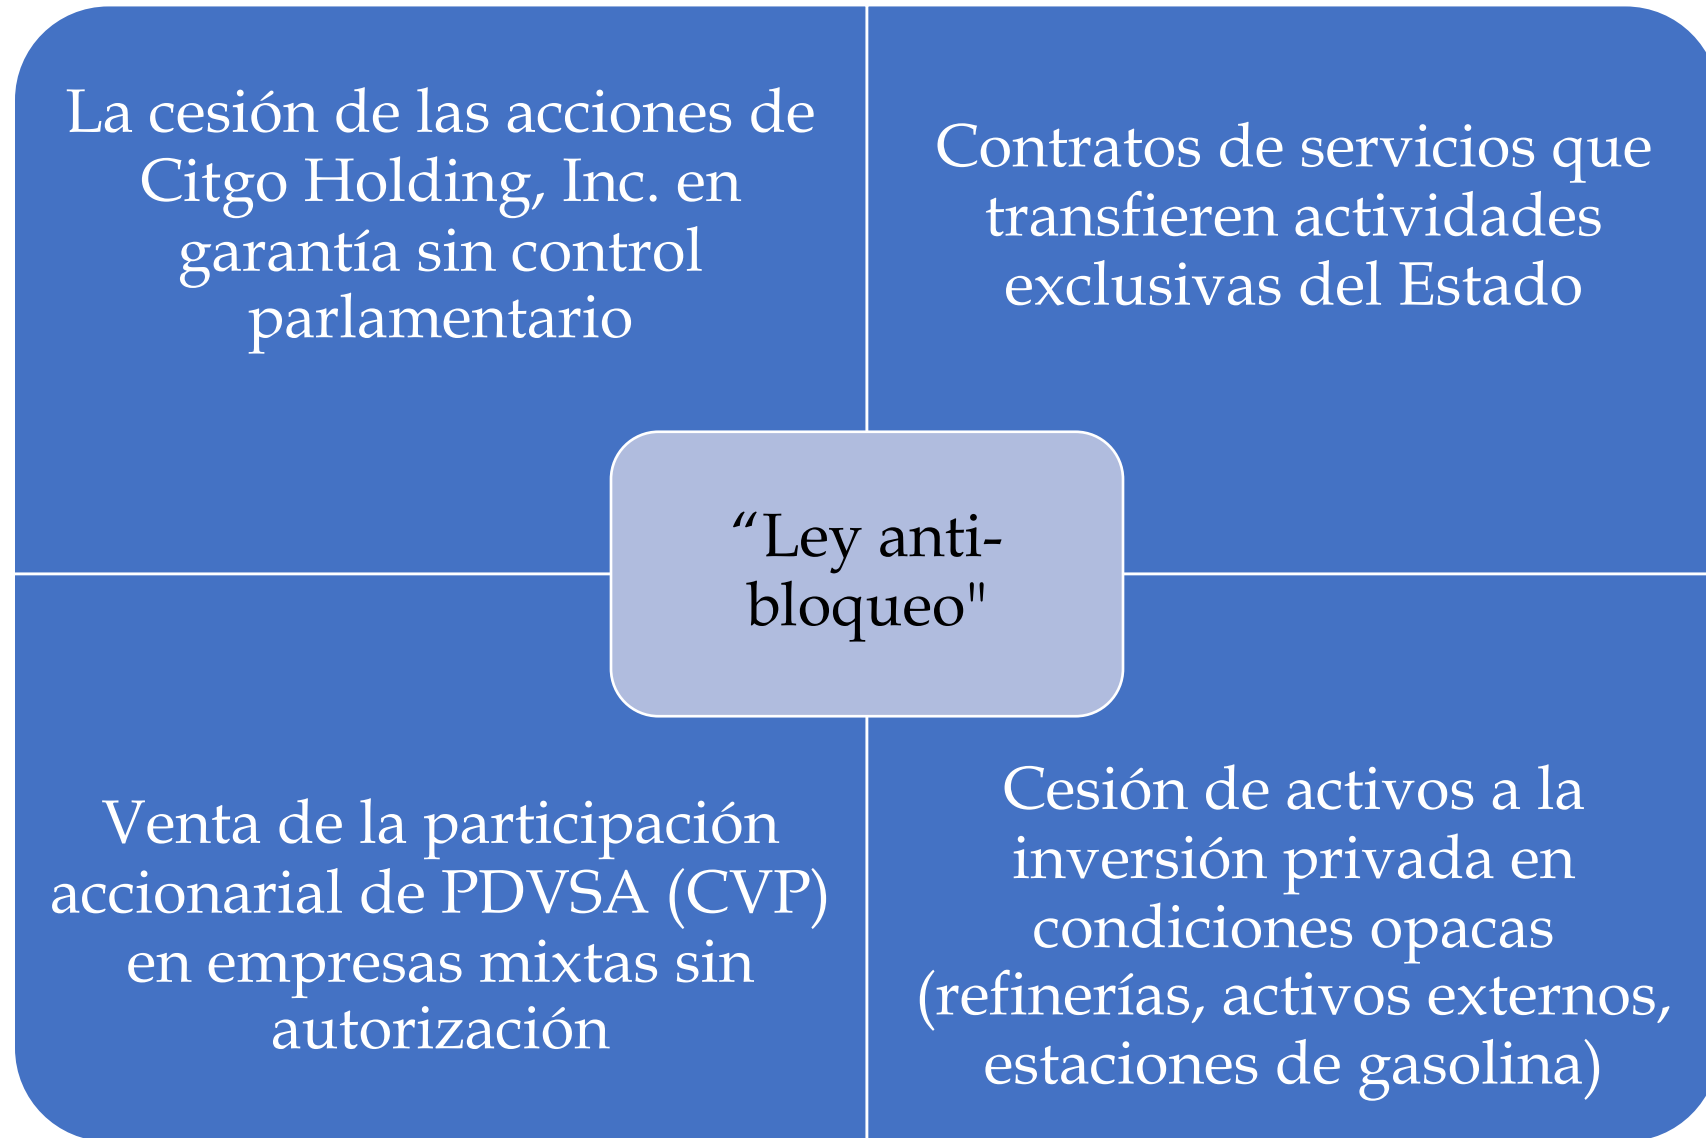 La cesión de las acciones de
Citgo Holding, Inc. en
garantía sin control
parlamentario
Contratos de servicios que
transfieren actividades
exclusivas del Estado
“Ley anti-
bloqueo"
Venta de la participación
accionarial de PDVSA (CVP)
en empresas mixtas sin
autorización
Cesión de activos a la
inversión privada en
condiciones opacas
(refinerías, activos externos,
estaciones de gasolina)